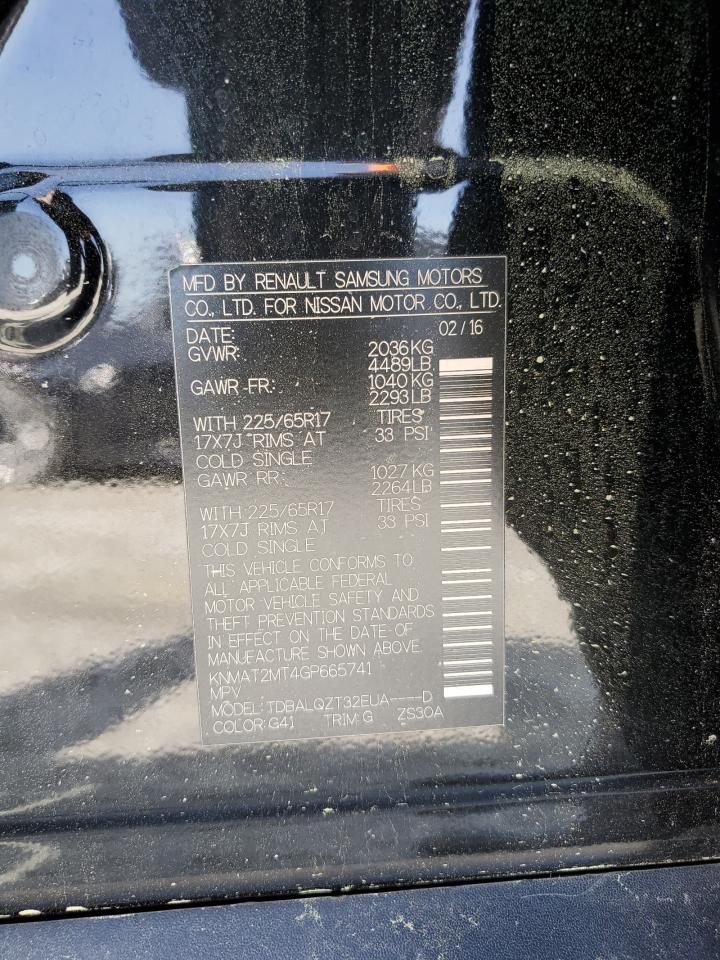 MFD BY RENAULT SAMSUNG MOTORS
CO., LTD. FOR NISSAN MOTOR CO., LTD.
DATE: 02/16
GVWR: 2036KG
4489LB
GAWR FR: 1040KG
2293LB
WITH 225/65R17 TIRES
17X7J RIMS AT 33 PSI
COLD SINGLE
GAWR RR: 1027KG
2264LB
WITH 225/65R17 TIRES
17X7J RIMS AT 33 PSI
COLD SINGLE
THIS VEHICLE CONFORMS TO
ALL APPLICABLE FEDERAL
MOTOR VEHICLE SAFETY AND
THEFT PREVENTION STANDARDS
IN EFFECT ON THE DATE OF
MANUFACTURE SHOWN ABOVE.
KNMAT2MT4GP665741
MPV
MODEL: TDBALQZT32EUA-----D
COLOR: G41 TRIM: G ZS30A